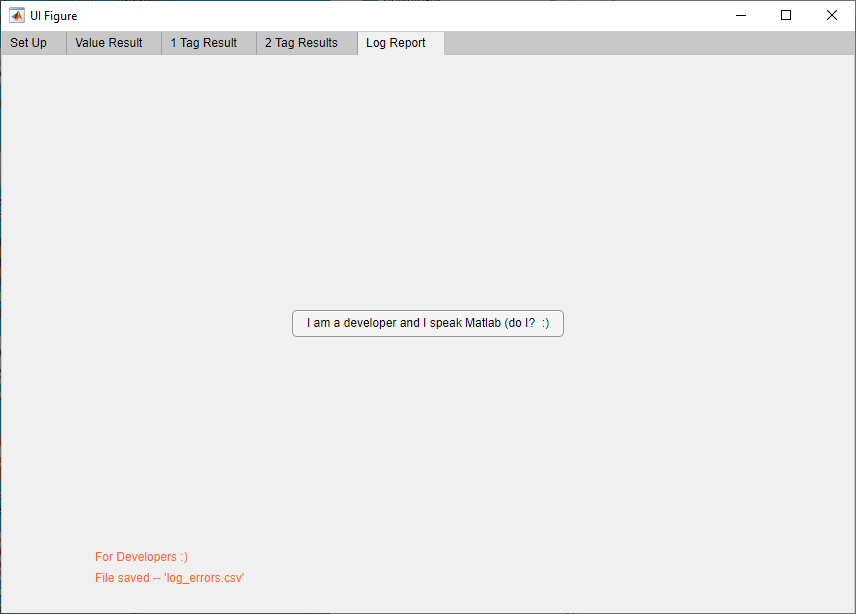 UI Figure
Set Up
Value Result
1 Tag Result
2 Tag Results
Log Report
I am a developer and I speak Matlab (do I?  :)
For Developers :)
File saved -- 'log_errors.csv'